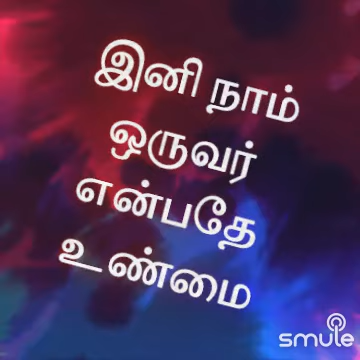 இனி நாம்
ஒருவர்
என்பதே
உண்மை
smule